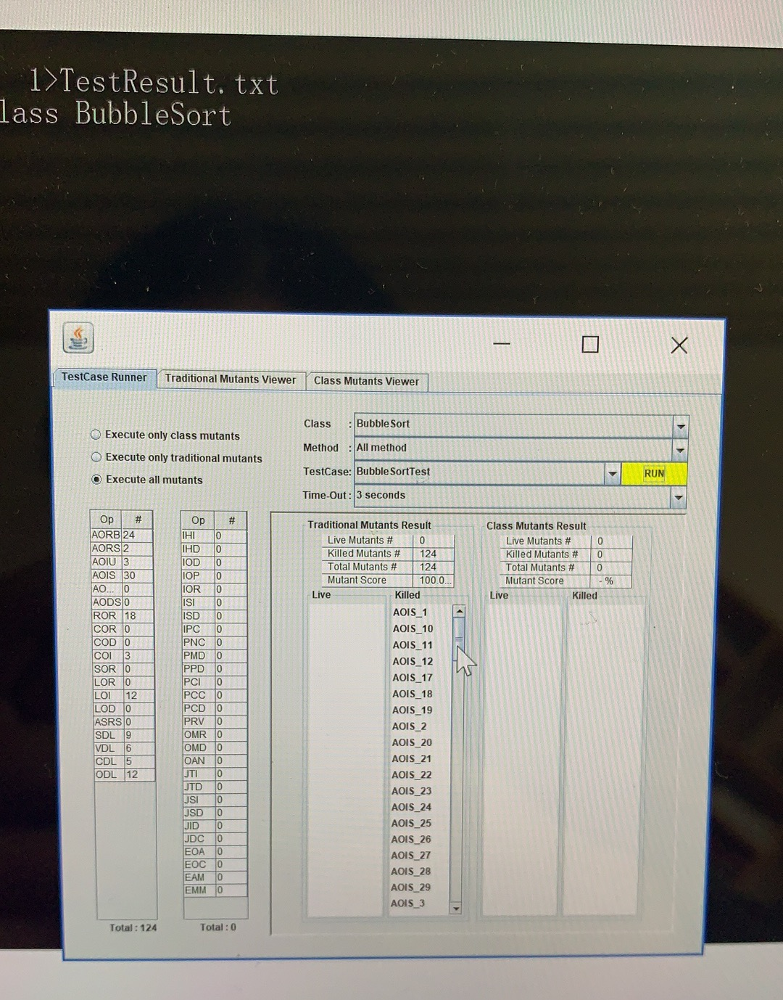 1>TestResult.txt
lass BubbleSort
TestCase Runner
Traditional Mutants Viewer
Class Mutants Viewer
Execute only class mutants
Execute only traditional mutants
Execute all mutants
Class : BubbleSort
Method : All method
TestCase: BubbleSortTest
RUN
Time-Out : 3 seconds
Op #
AORB 24
AORS 2
AOIU 3
AOIS 30
AO... 0
AODS 0
ROR 18
COR 0
COD 0
COI 3
SOR 0
LOR 0
LOI 12
LOD 0
ASRS 0
SDL 9
VDL 6
CDL 5
ODL 12
Total : 124
Op #
IHI 0
IHD 0
IOD 0
IOP 0
IOR 0
ISI 0
ISD 0
IPC 0
PNC 0
PMD 0
PPD 0
PCI 0
PCC 0
PCD 0
PRV 0
OMR 0
OMD 0
OAN 0
JTI 0
JTD 0
JSI 0
JSD 0
JID 0
JDC 0
EOA 0
EOC 0
EAM 0
EMM 0
Total : 0
Traditional Mutants Result
Live Mutants # 0
Killed Mutants # 124
Total Mutants # 124
Mutant Score 100.0...
Live
Killed
AOIS_1
AOIS_10
AOIS_11
AOIS_12
AOIS_17
AOIS_18
AOIS_19
AOIS_2
AOIS_20
AOIS_21
AOIS_22
AOIS_23
AOIS_24
AOIS_25
AOIS_26
AOIS_27
AOIS_28
AOIS_29
AOIS_3
Class Mutants Result
Live Mutants # 0
Killed Mutants # 0
Total Mutants # 0
Mutant Score - %
Live
Killed